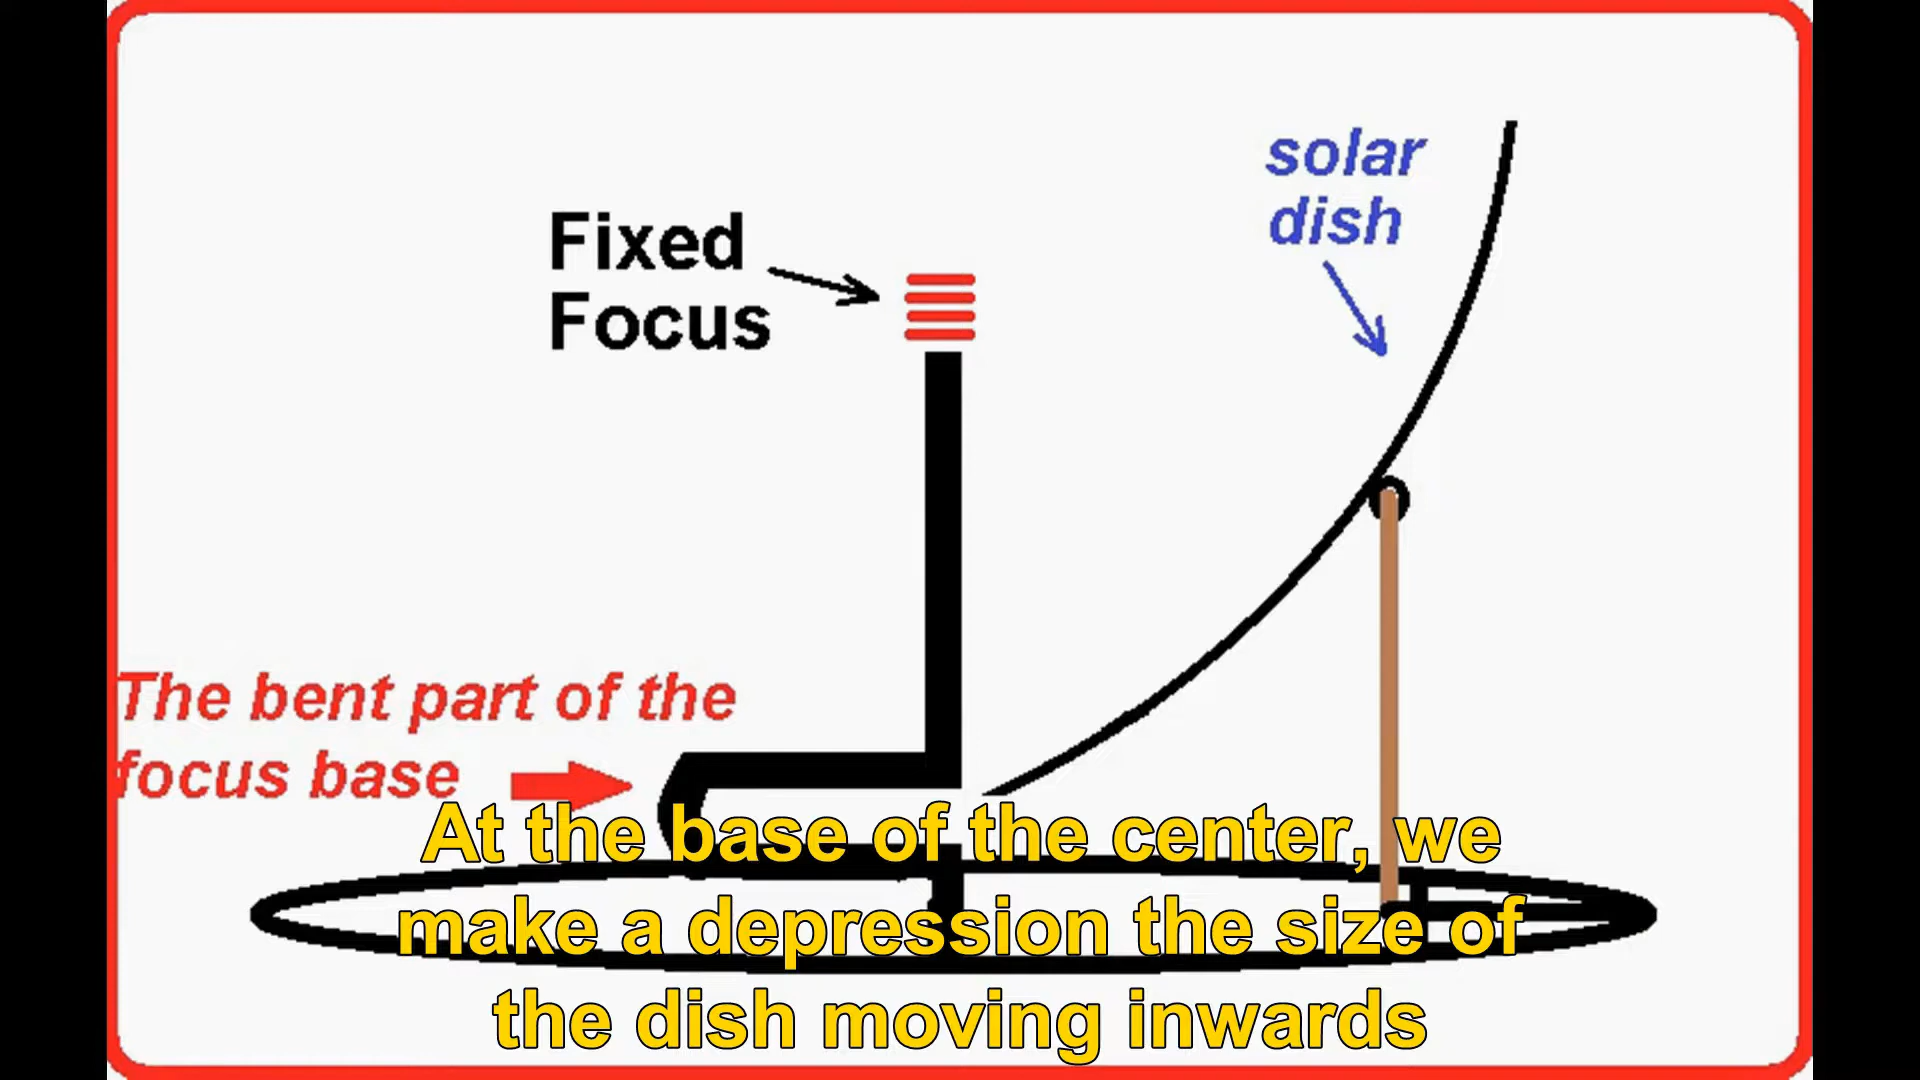 solar
dish
Fixed
Focus
The bent part of the
focus base
At the base of the center, we
make a depression the size of
the dish moving inwards